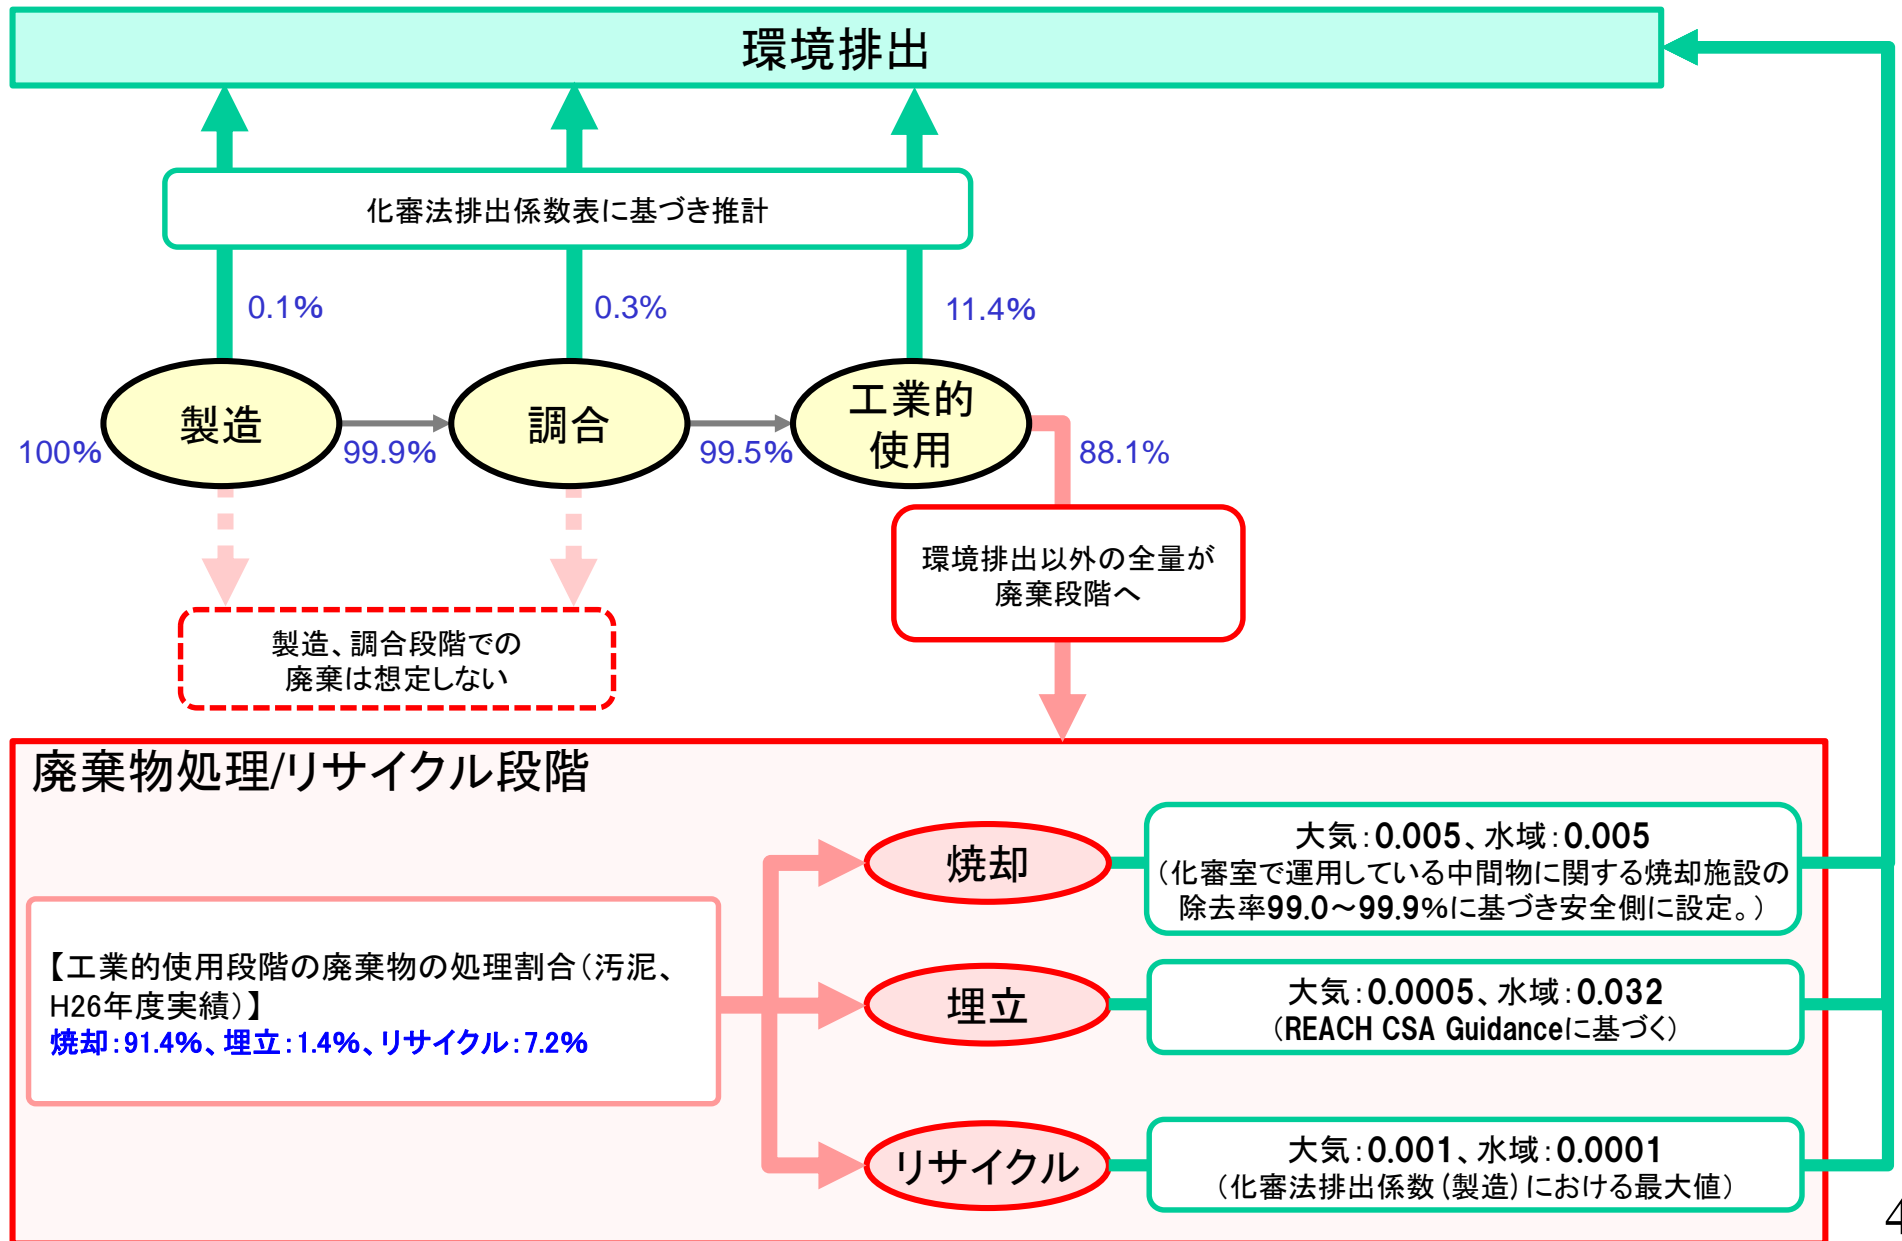 環境排出
化審法排出係数表に基づき推計
0.1%
0.3%
11.4%
製造
調合
工業的
使用
100%
99.9%
99.5%
88.1%
環境排出以外の全量が
廃棄段階へ
製造、調合段階での
廃棄は想定しない
廃棄物処理/リサイクル段階
【工業的使用段階の廃棄物の処理割合(汚泥、
H26年度実績)】
焼却:91.4%、埋立:1.4%、リサイクル:7.2%
焼却
大気:0.005、水域:0.005
(化審室で運用している中間物に関する焼却施設の
除去率99.0~99.9%に基づき安全側に設定。)
埋立
大気:0.0005、水域:0.032
(REACH CSA Guidanceに基づく)
リサイクル
大気:0.001、水域:0.0001
(化審法排出係数(製造)における最大値)
4